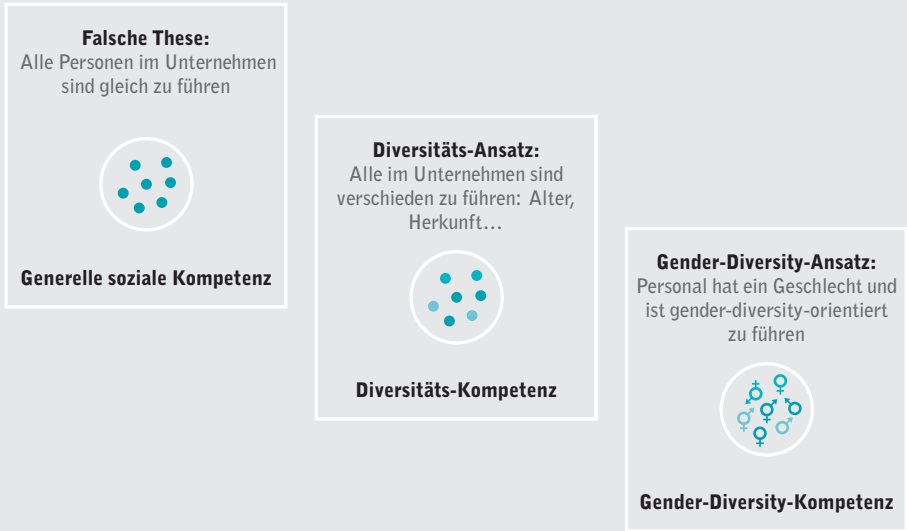 Falsche These:
Alle Personen im Unternehmen
sind gleich zu führen
Generelle soziale Kompetenz
Diversitäts-Ansatz:
Alle im Unternehmen sind
verschieden zu führen: Alter,
Herkunft…
Diversitäts-Kompetenz
Gender-Diversity-Ansatz:
Personal hat ein Geschlecht und
ist gender-diversity-orientiert
zu führen
Gender-Diversity-Kompetenz